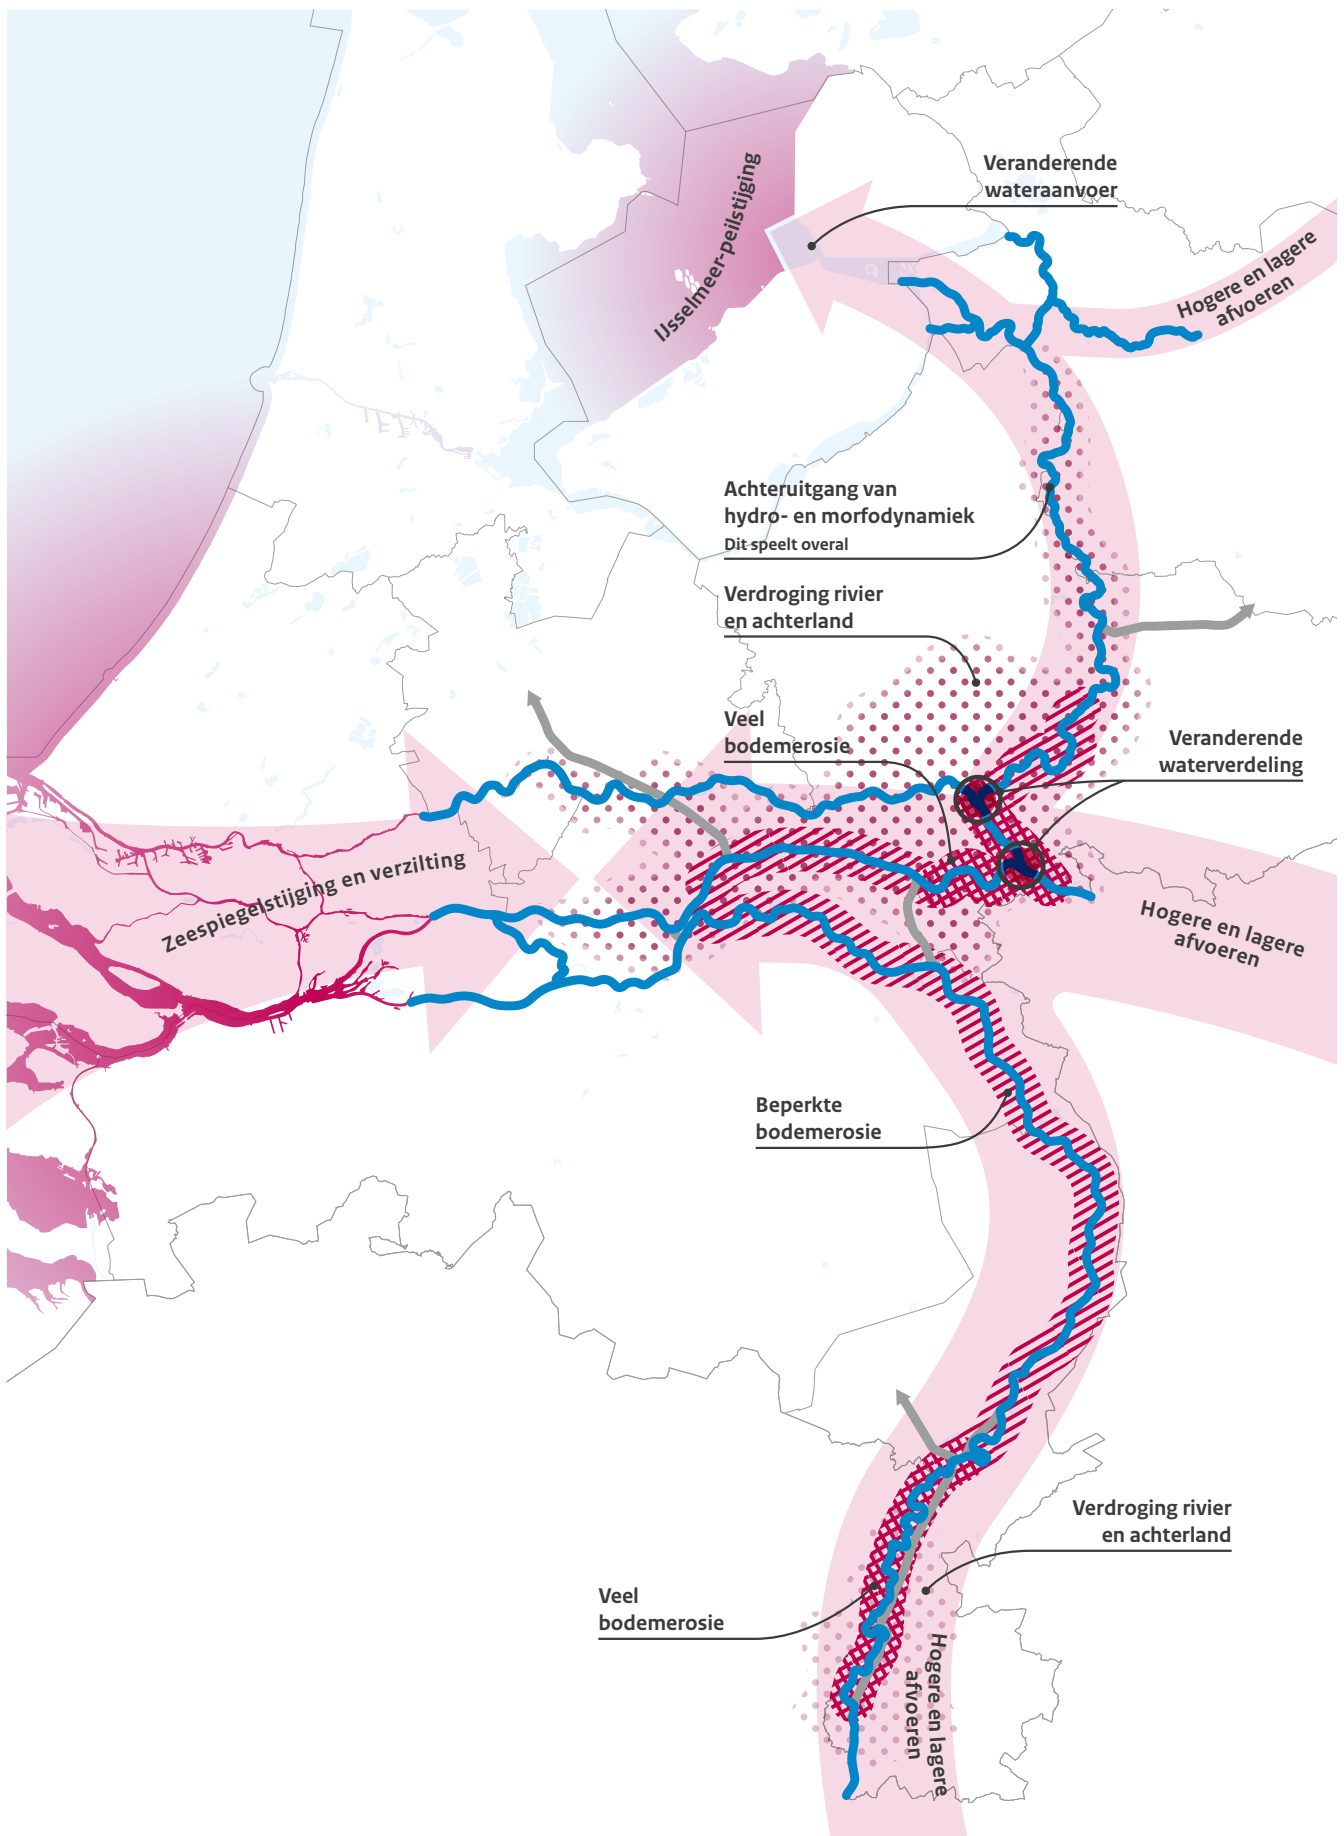 Veranderende
wateraanvoer
IJsselmeer-peilstijging
Hogere en lagere
afvoeren
Achteruitgang van
hydro- en morfodynamiek
Dit speelt overal
Verdroging rivier
en achterland
Veel
bodemerosie
Veranderende
waterverdeling
Zeespiegelstijging en verzilting
Hogere en lagere
afvoeren
Beperkte
bodemerosie
Verdroging rivier
en achterland
Veel
bodemerosie
Hogere en lagere
afvoeren